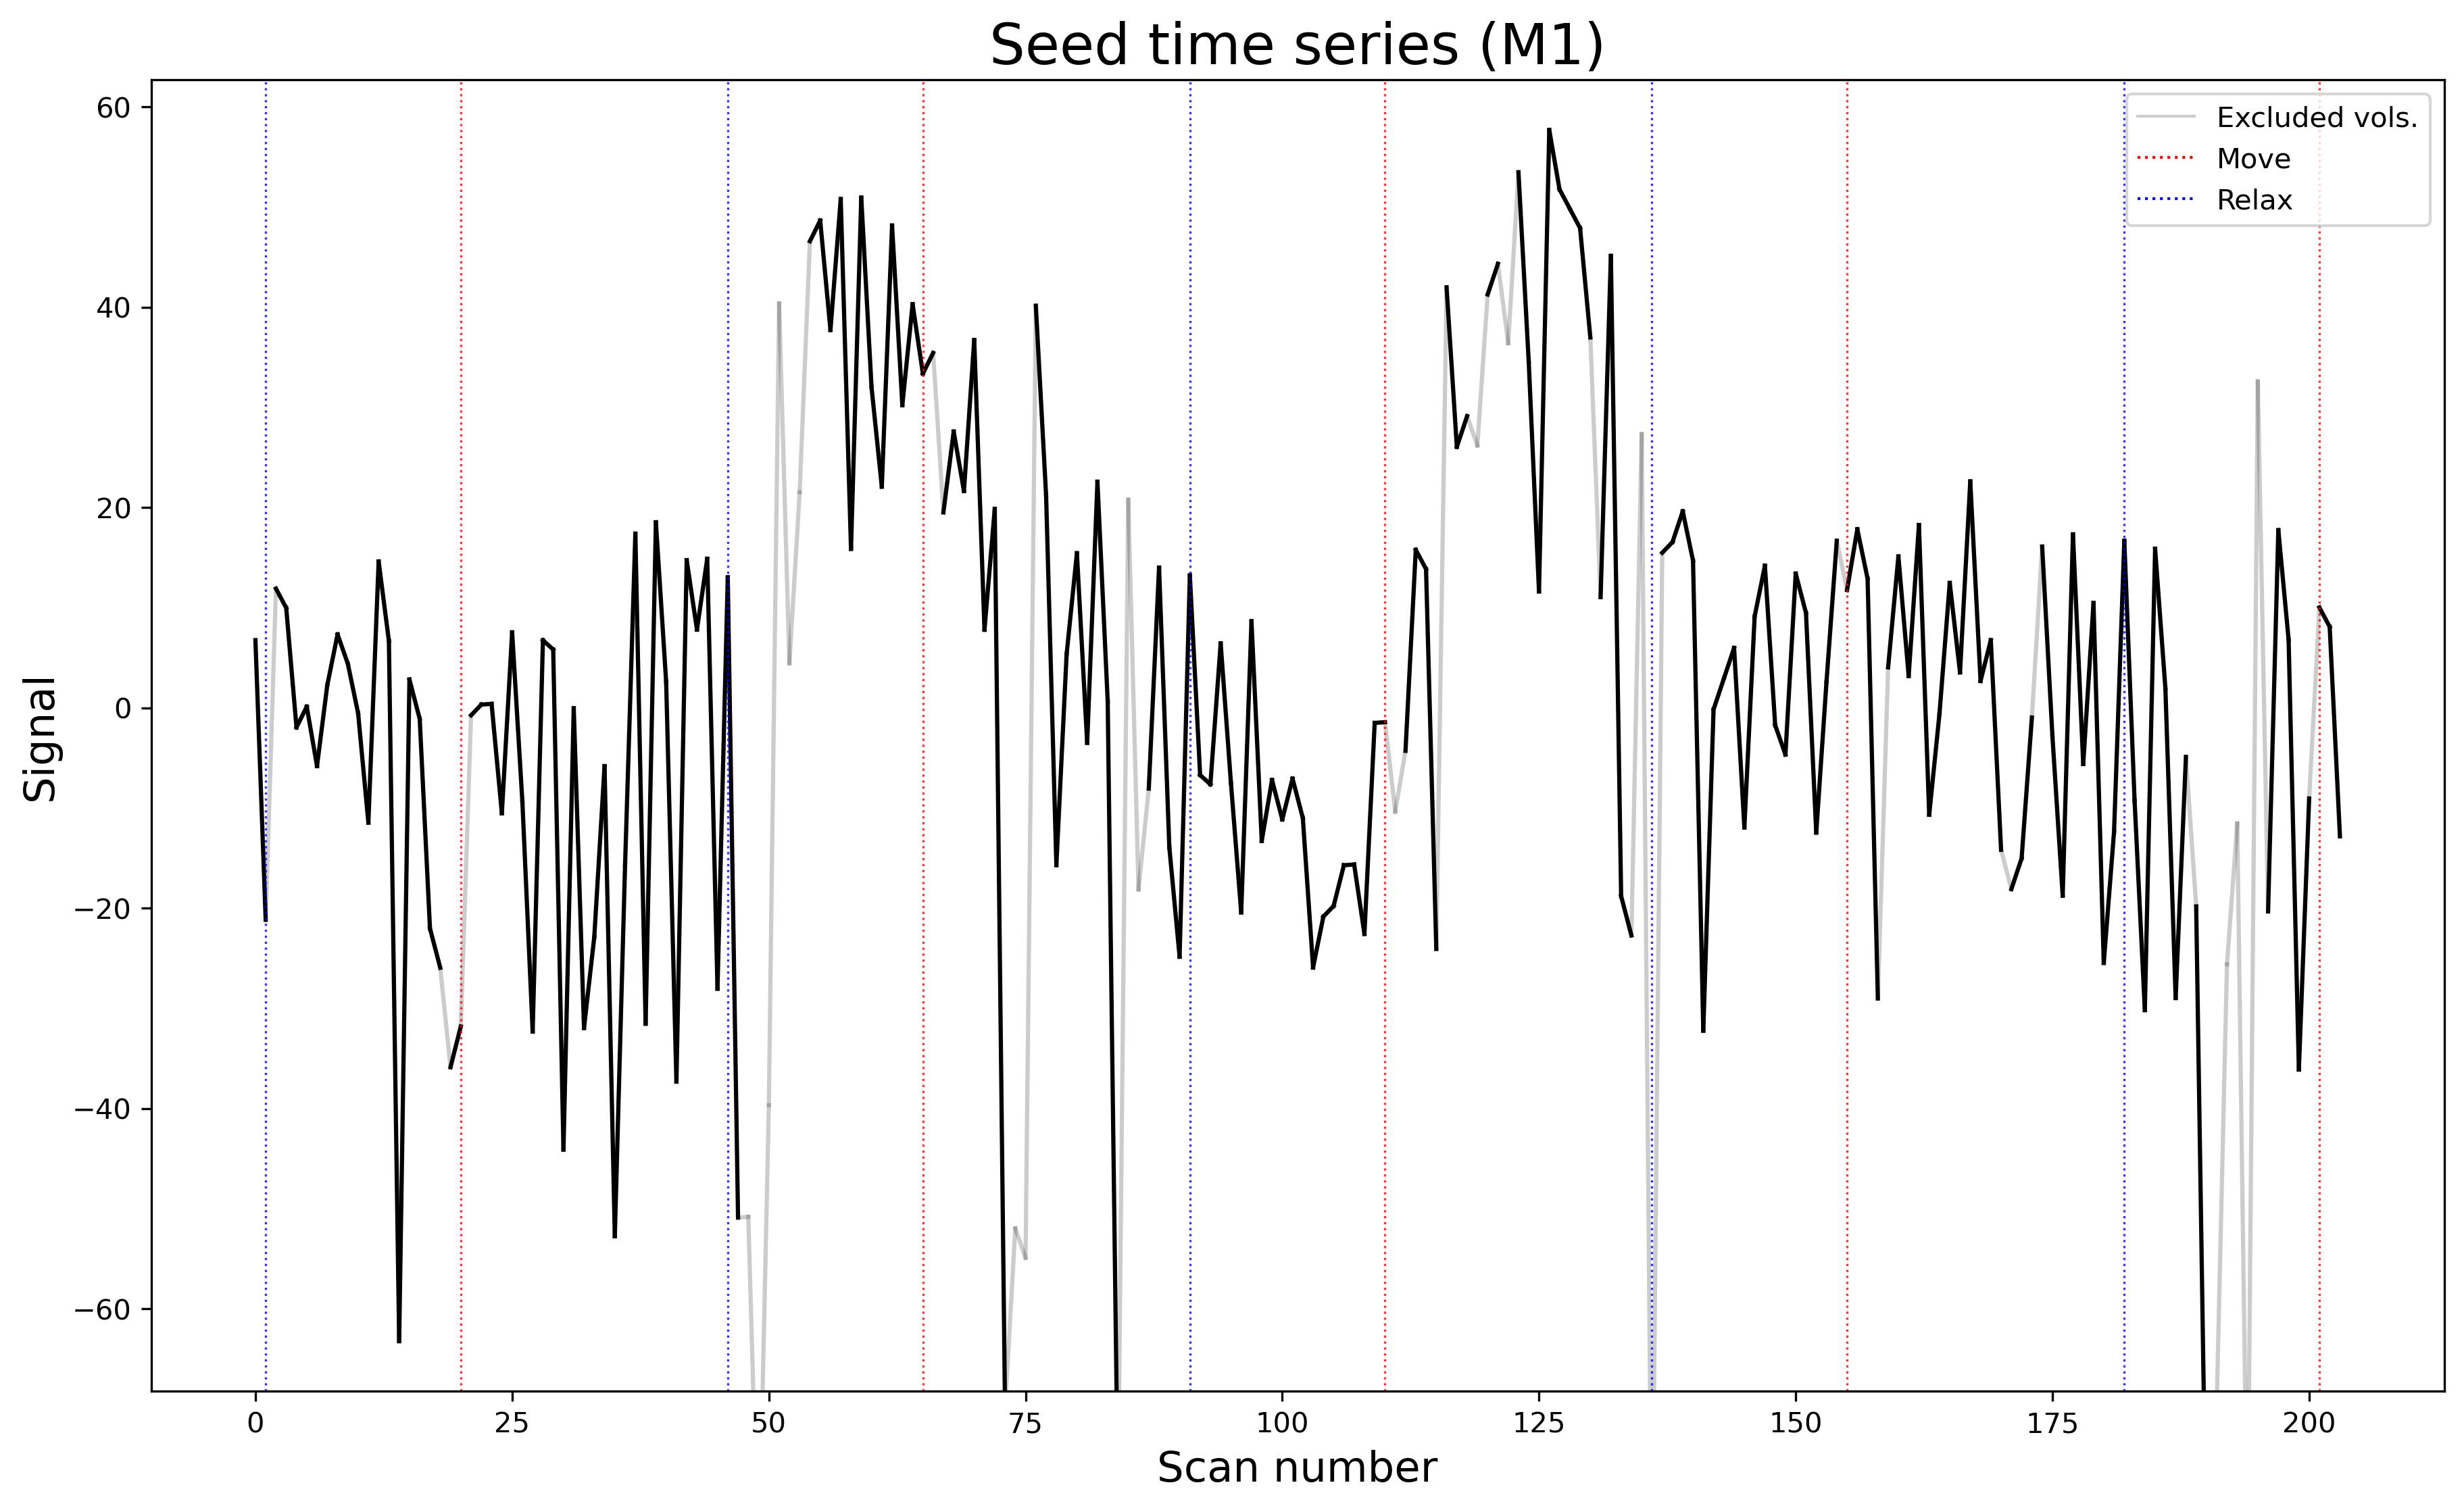 Seed time series (M1)
60
40
20
0
−20
−40
−60
Signal
Excluded vols.
Move
Relax
0 25 50 75 100 125 150 175 200
Scan number